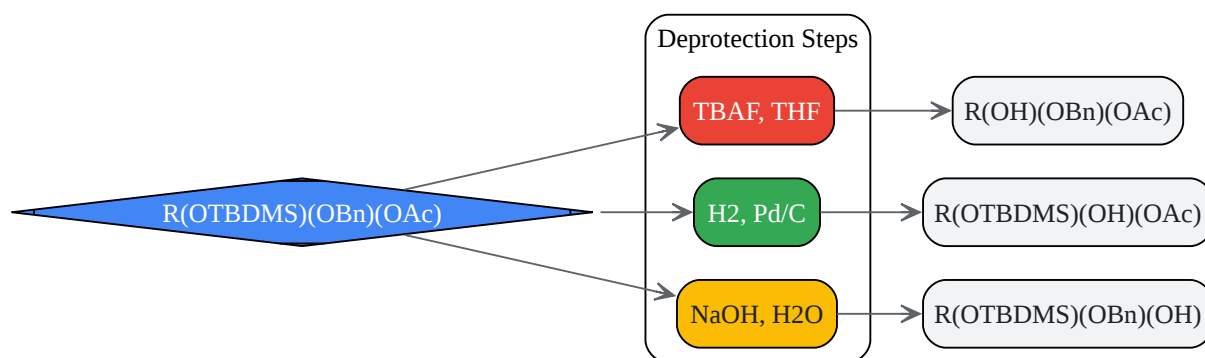 Deprotection Steps
TBAF, THF
R(OH)(OBn)(OAc)
R(OTBDMS)(OBn)(OAc)
H2, Pd/C
R(OTBDMS)(OH)(OAc)
NaOH, H2O
R(OTBDMS)(OBn)(OH)